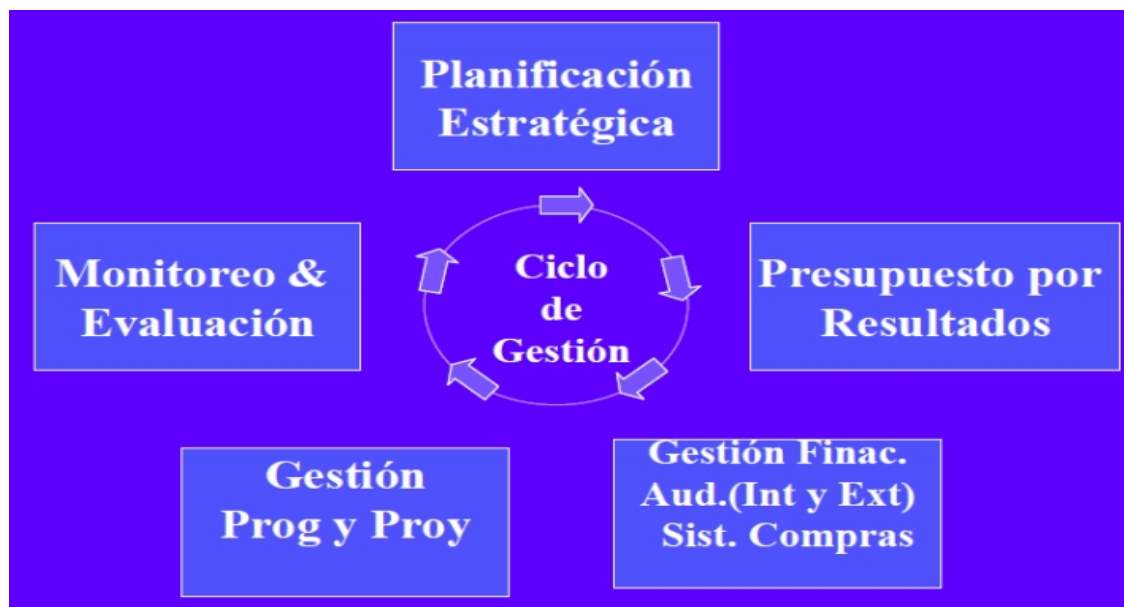 Planificación
Estratégica
Monitoreo &
Evaluación
Ciclo
de
Gestión
Presupuesto por
Resultados
Gestión
Prog y Proy
Gestión Finac.
Aud.(Int y Ext)
Sist. Compras